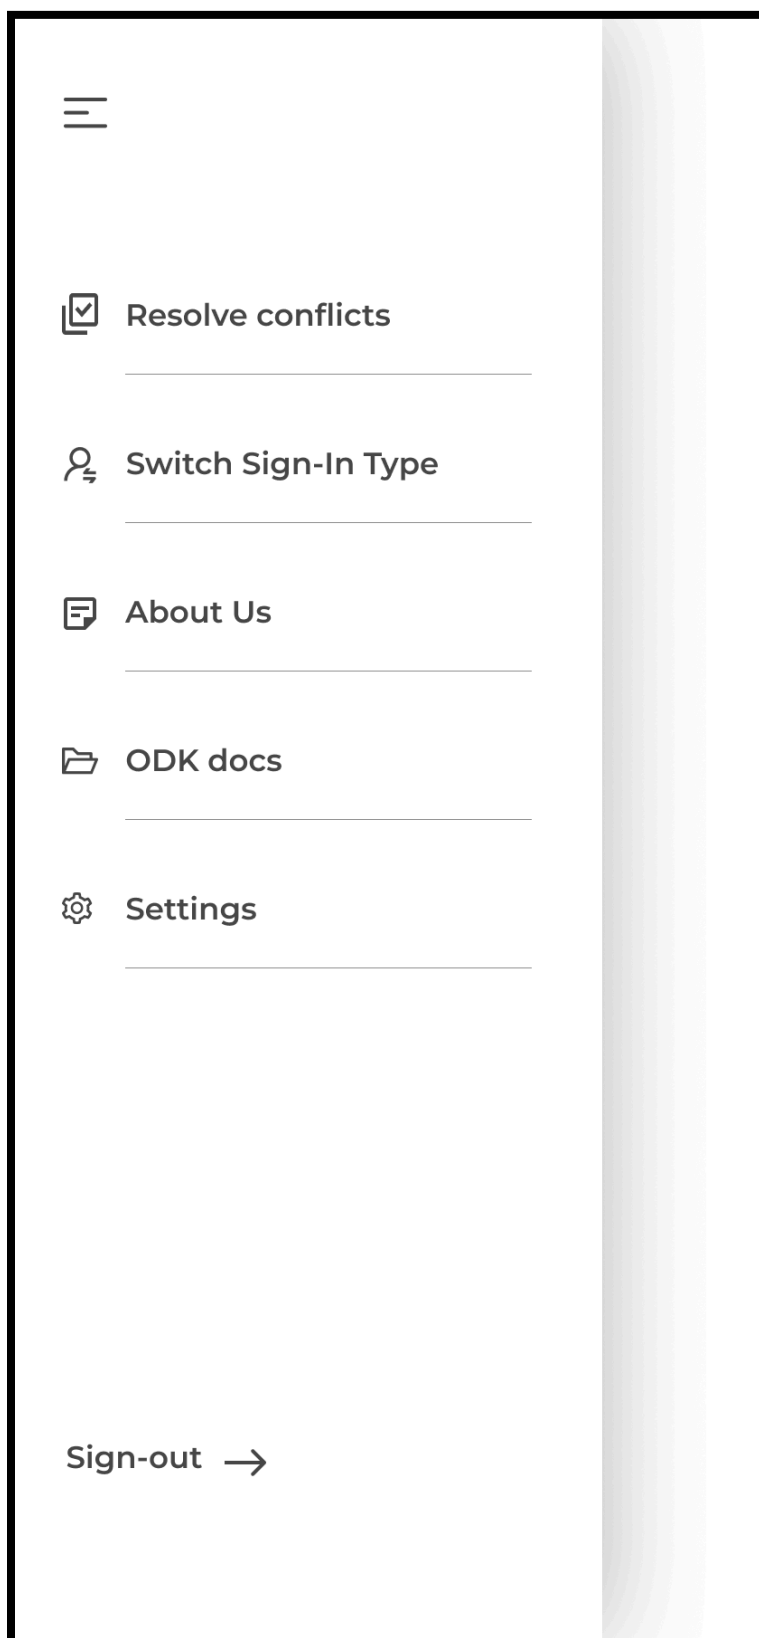 Resolve conflicts
Switch Sign-In Type
About Us
ODK docs
Settings
Sign-out